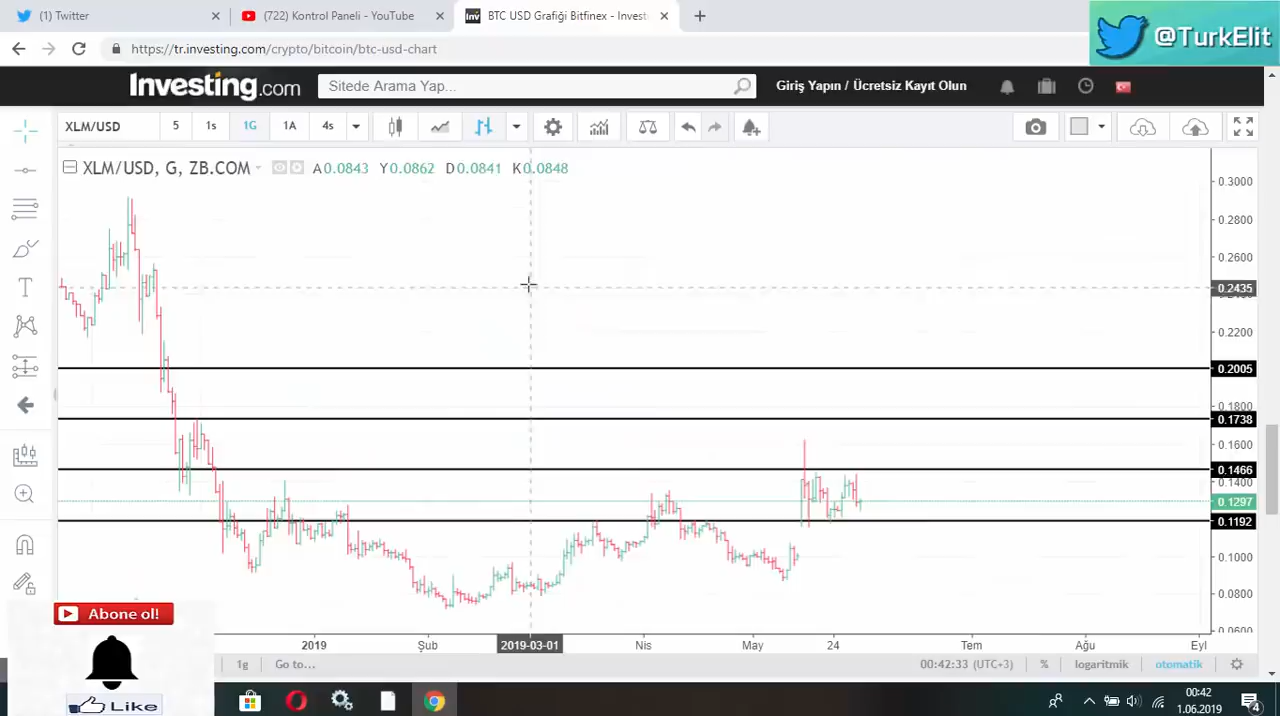 (1) Twitter
(722) Kontrol Paneli - YouTube
BTC USD Grafiği Bitfinex - Invest
https://tr.investing.com/crypto/bitcoin/btc-usd-chart
@TurkElit
Investing.com
Sitede Arama Yap...
Giriş Yapın / Ücretsiz Kayıt Olun
XLM/USD 5 1s 1G 1A 4s
XLM/USD, G, ZB.COM A0.0843 Y0.0862 D0.0841 K0.0848
0.3000
0.2800
0.2600
0.2435
0.2200
0.2005
0.1800
0.1738
0.1600
0.1466
0.1400
0.1297
0.1192
0.1000
0.0800
0.0600
Abone ol!
2019 Şub 2019-03-01 Nis May 24 Tem Ağu Eyl
1g Go to... 00:42:33 (UTC+3) % logaritmik otomatik
Like
00:42
1.06.2019
4